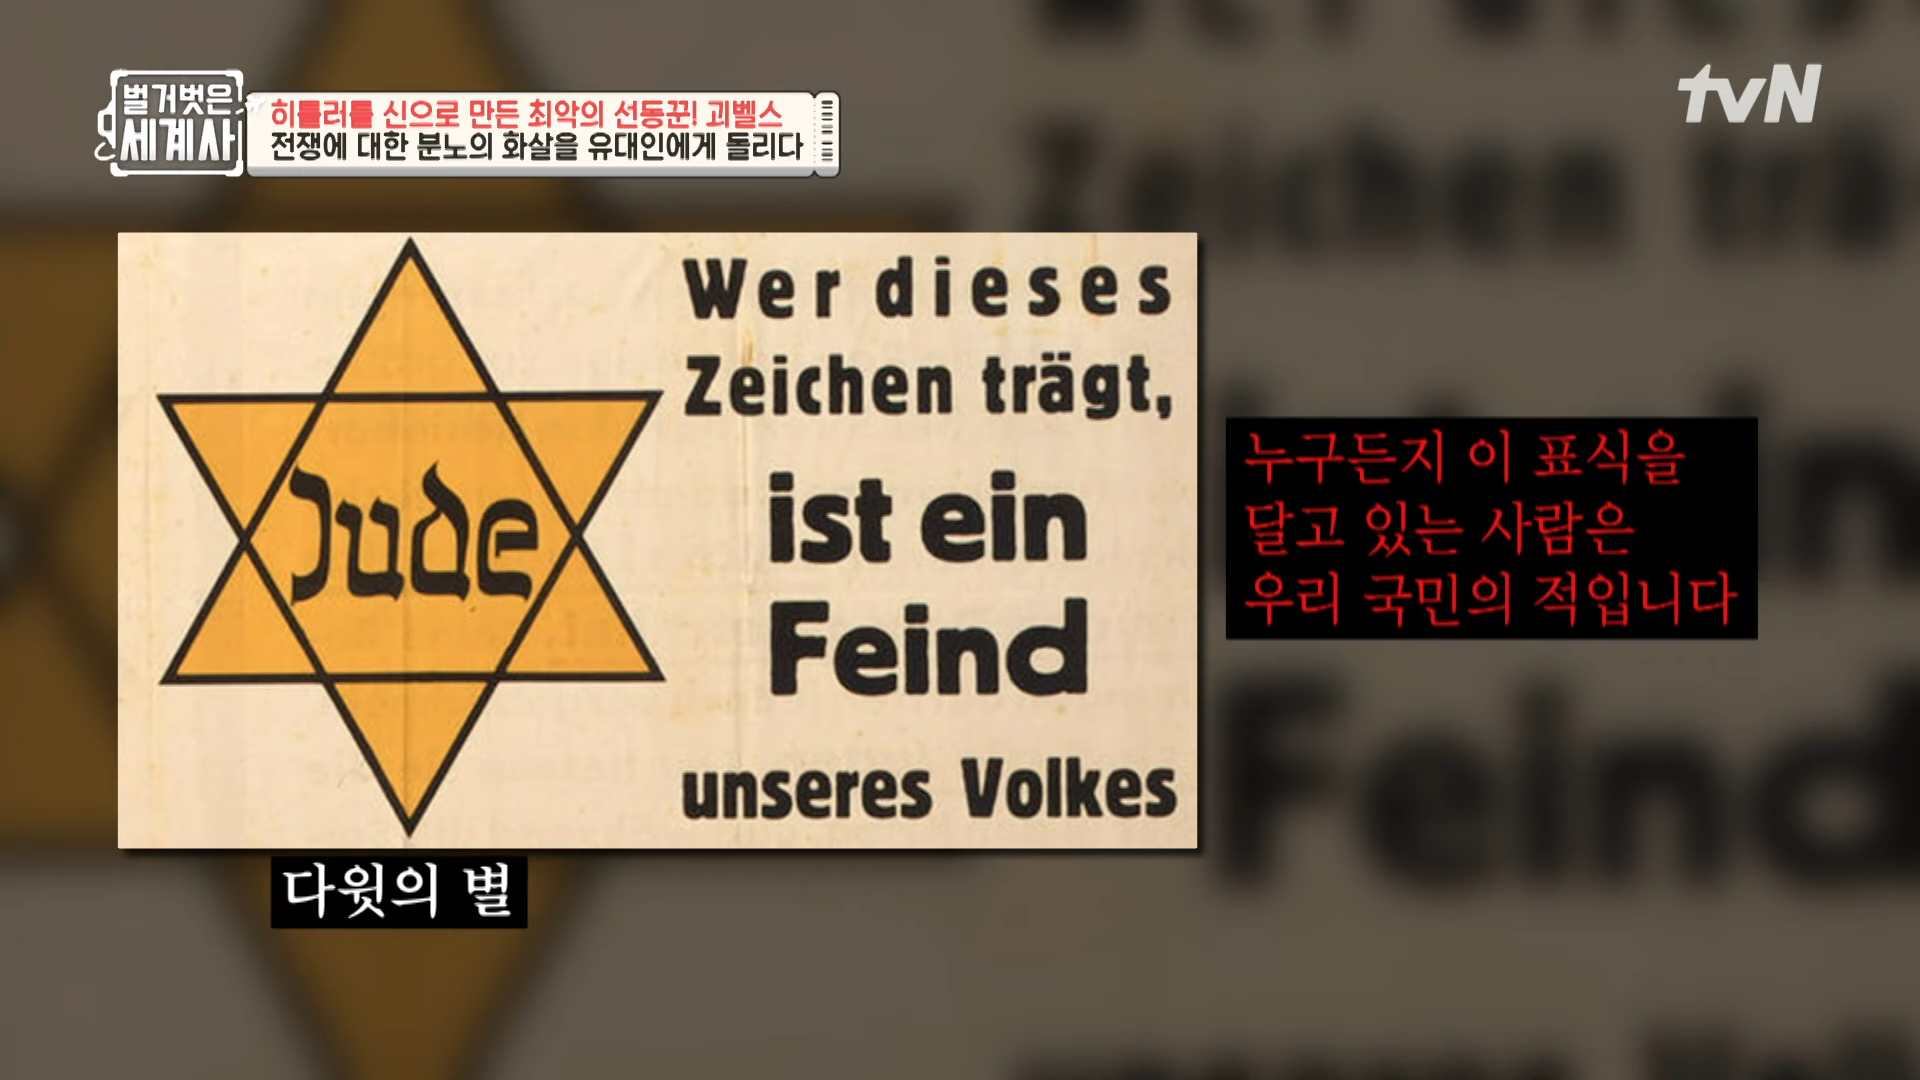 벌거벗은
세계사
히틀러를 신으로 만든 최악의 선동꾼! 괴벨스
전쟁에 대한 분노의 화살을 유대인에게 돌리다
tvN
Wer dieses
Zeichen trägt,
ist ein
Feind
unseres Volkes
Jude
누구든지 이 표식을
달고 있는 사람은
우리 국민의 적입니다
다윗의 별